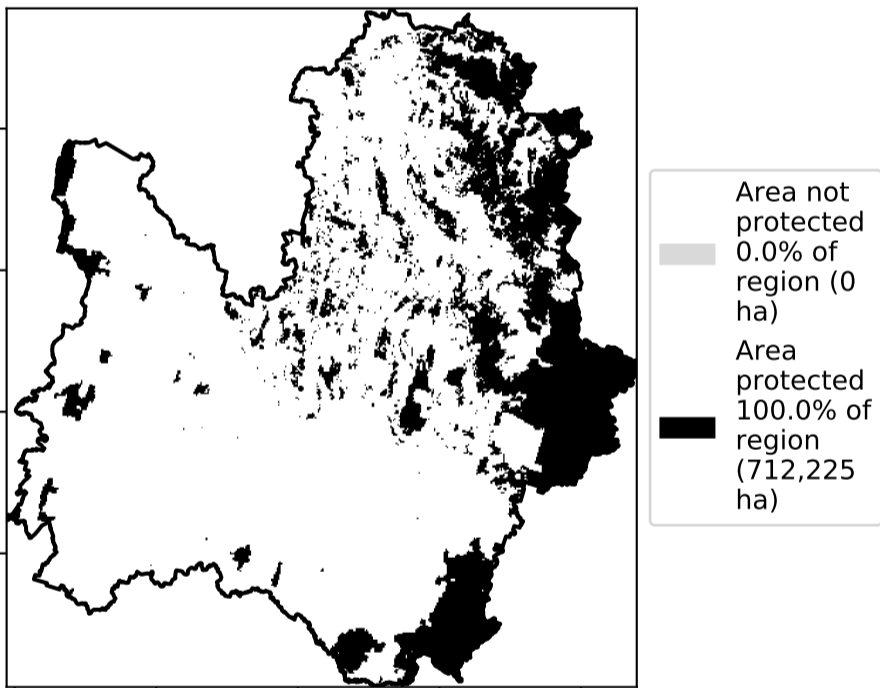 Area not
protected
0.0% of
region (0
ha)
Area
protected
100.0% of
region
(712,225
ha)